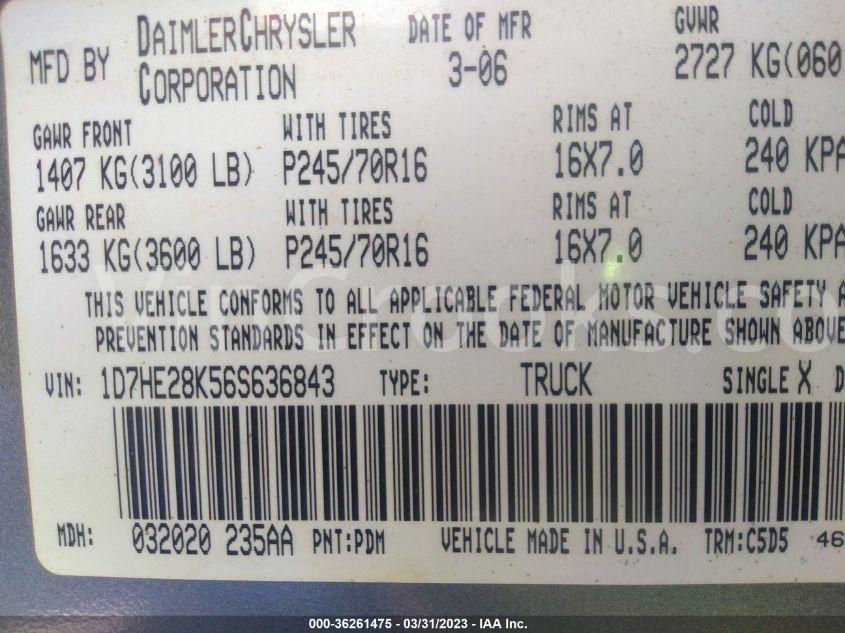 MFD BY DAIMLERCHRYSLER CORPORATION DATE OF MFR 3-06 GVWR 2727 KG(060
GAWR FRONT WITH TIRES RIMS AT COLD
1407 KG(3100 LB) P245/70R16 16X7.0 240 KPA
GAWR REAR WITH TIRES RIMS AT COLD
1633 KG(3600 LB) P245/70R16 16X7.0 240 KPA
THIS VEHICLE CONFORMS TO ALL APPLICABLE FEDERAL MOTOR VEHICLE SAFETY A
PREVENTION STANDARDS IN EFFECT ON THE DATE OF MANUFACTURE SHOWN ABOVE
VIN: 1D7HE28K56S636843 TYPE: TRUCK SINGLE X D
MDH: 032020 235AA PNT:PDM VEHICLE MADE IN U.S.A. TRM:C5D5 46
000-36261475 - 03/31/2023 - IAA Inc.